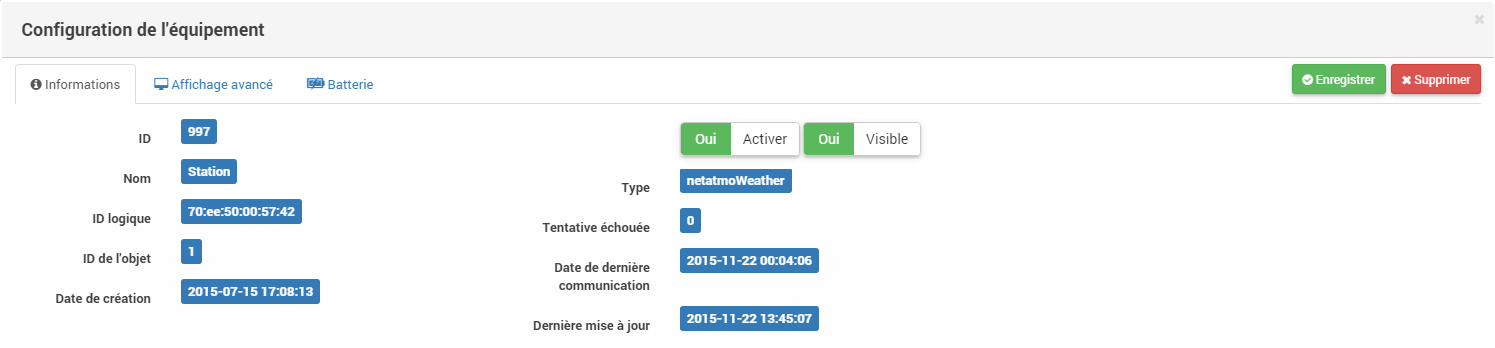 Configuration de l'équipement
Informations
Affichage avancé
Batterie
Enregistrer
Supprimer
ID 997
Nom Station
ID logique 70:ee:50:00:57:42
ID de l'objet 1
Date de création 2015-07-15 17:08:13
Oui Activer Oui Visible
Type netatmoWeather
Tentative échouée 0
Date de dernière 2015-11-22 00:04:06
communication
Dernière mise à jour 2015-11-22 13:45:07